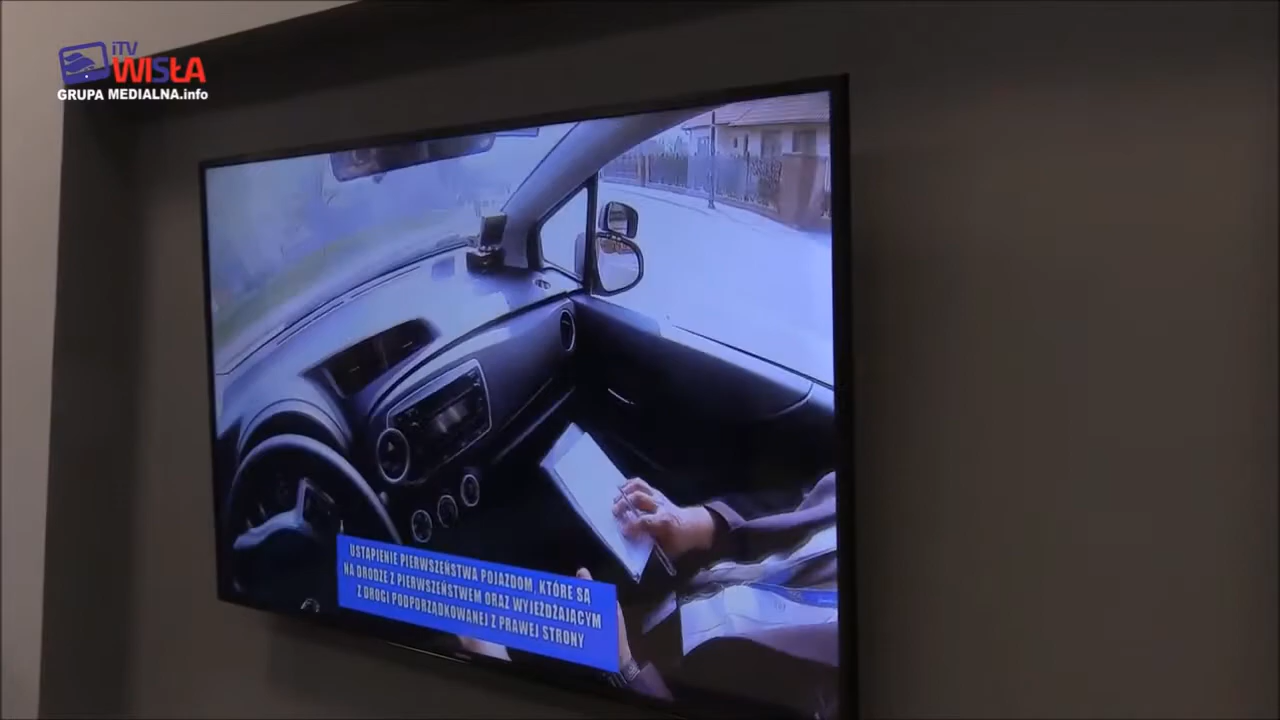 iTV
WISŁA
GRUPA MEDIALNA.info
USTĄPIENIE PIERWSZEŃSTWA POJAZDOM, KTÓRE SĄ
NA DRODZE Z PIERWSZEŃSTWEM ORAZ WYJEŻDŻAJĄCYM
Z DROGI PODPORZĄDKOWANEJ Z PRAWEJ STRONY